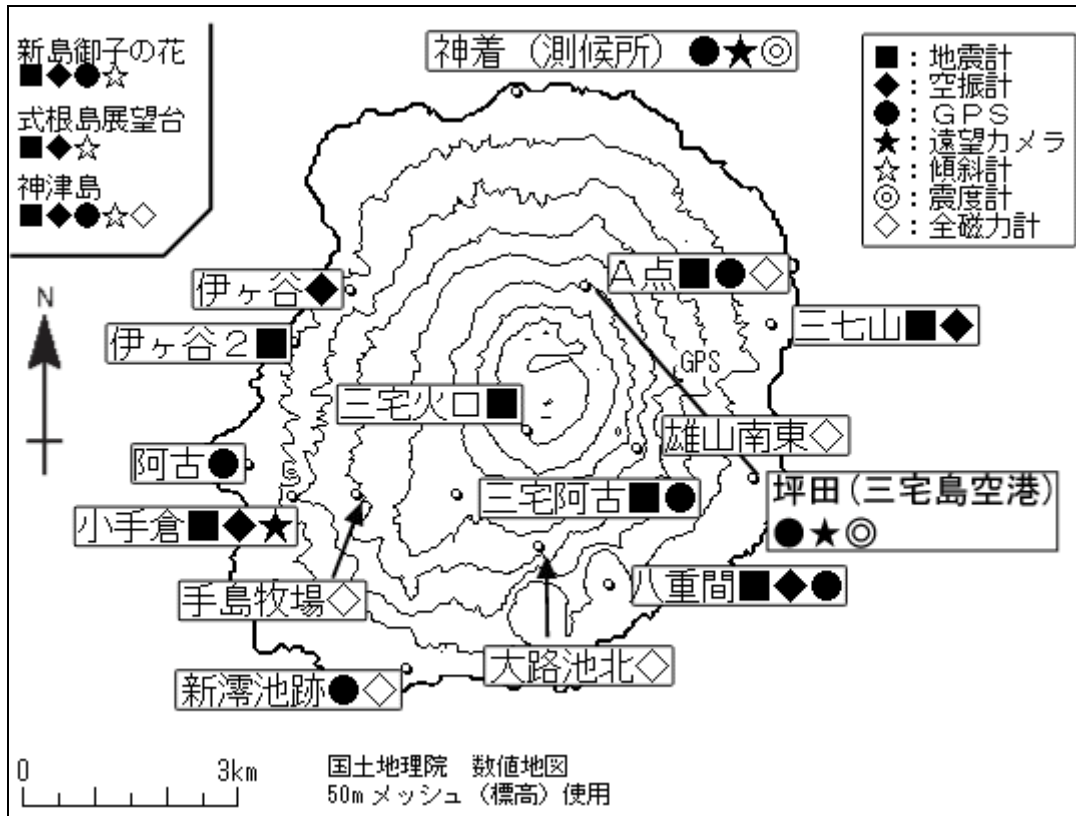 新島御子の花
■◆●☆
式根島展望台
■◆☆
神津島
■◆●☆◇
神着（測候所） ●★◎
■：地震計
◆：空振計
●：ＧＰＳ
★：遠望カメラ
☆：傾斜計
◎：震度計
◇：全磁力計
N
伊ヶ谷◆
Ａ点■●◇
伊ヶ谷２■
三七山■◆
GPS
三宅火口■
雄山南東◇
阿古●
三宅阿古■●
坪田(三宅島空港)
●★◎
小手倉■◆★
手島牧場◇
八重間■◆●
大路池北◇
新澪池跡●◇
0 3km
国土地理院 数値地図
50mメッシュ（標高）使用